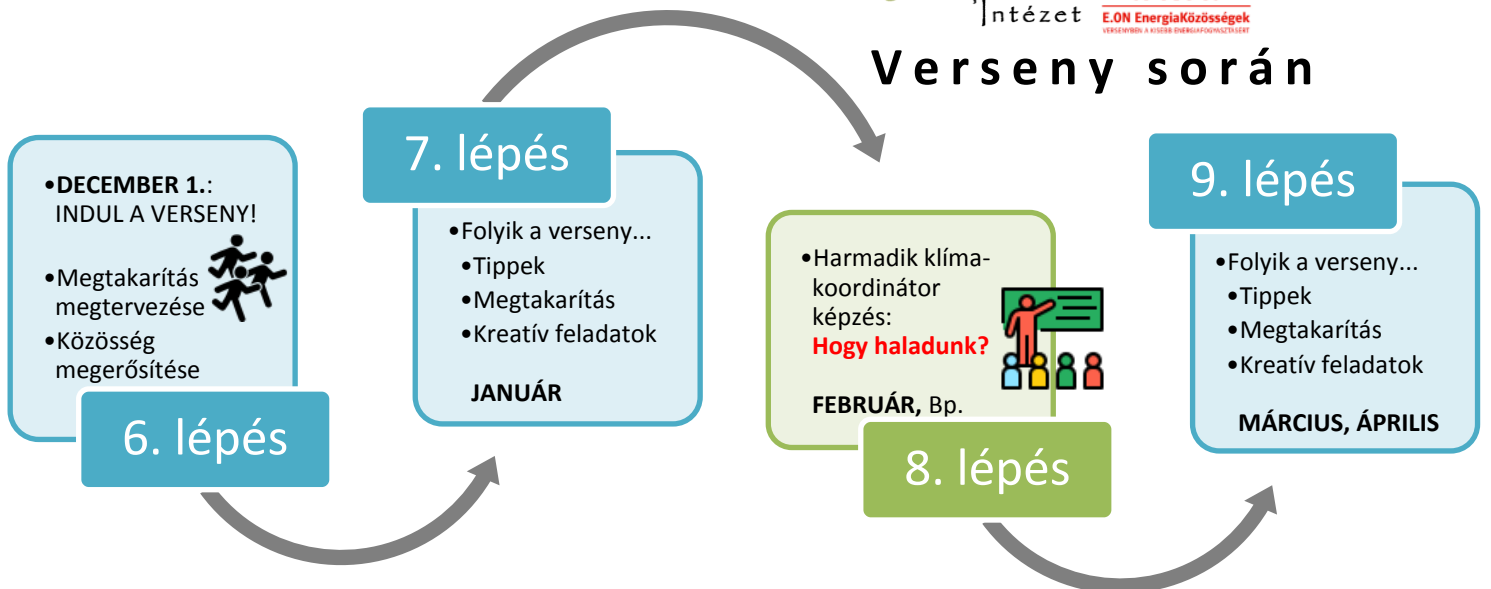 Intézet
E.ON EnergiaKözösségek
VERSENYBEN A KISEBB ENERGIAFOGYASZTÁSÉRT
Verseny során
•DECEMBER 1.:
INDUL A VERSENY!
•Megtakarítás
megtervezése
•Közösség
megerősítése
6. lépés
7. lépés
•Folyik a verseny...
•Tippek
•Megtakarítás
•Kreatív feladatok
JANUÁR
•Harmadik klíma-
koordinátor
képzés:
Hogy haladunk?
FEBRUÁR, Bp.
8. lépés
9. lépés
•Folyik a verseny...
•Tippek
•Megtakarítás
•Kreatív feladatok
MÁRCIUS, ÁPRILIS